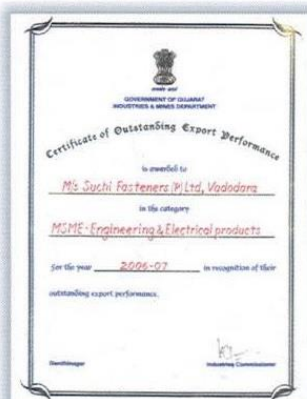 GOVERNMENT OF GUJARAT
INDUSTRIES & MINES DEPARTMENT
Certificate of Outstanding Export Performance
is awarded to
M/s Suchi Fasteners (P) Ltd, Vadodara
in the category
MSME - Engineering & Electrical products
for the year 2006-07 in recognition of their
outstanding export performance.
Gandhinagar
Industries Commissioner